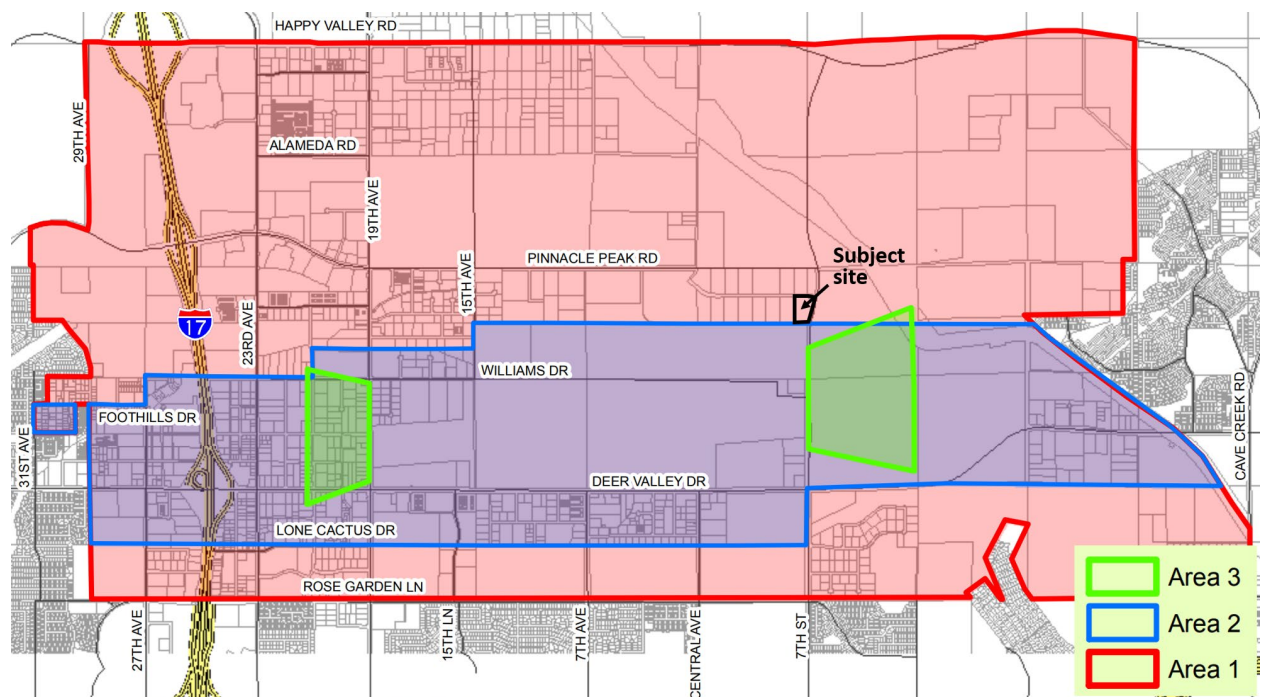 HAPPY VALLEY RD
29TH AVE
ALAMEDA RD
19TH AVE
PINNACLE PEAK RD
Subject
site
15TH AVE
17
23RD AVE
WILLIAMS DR
FOOTHILLS DR
31ST AVE
CAVE CREEK RD
DEER VALLEY DR
LONE CACTUS DR
ROSE GARDEN LN
27TH AVE
15TH LN
7TH AVE
CENTRAL AVE
7TH ST
Area 3
Area 2
Area 1